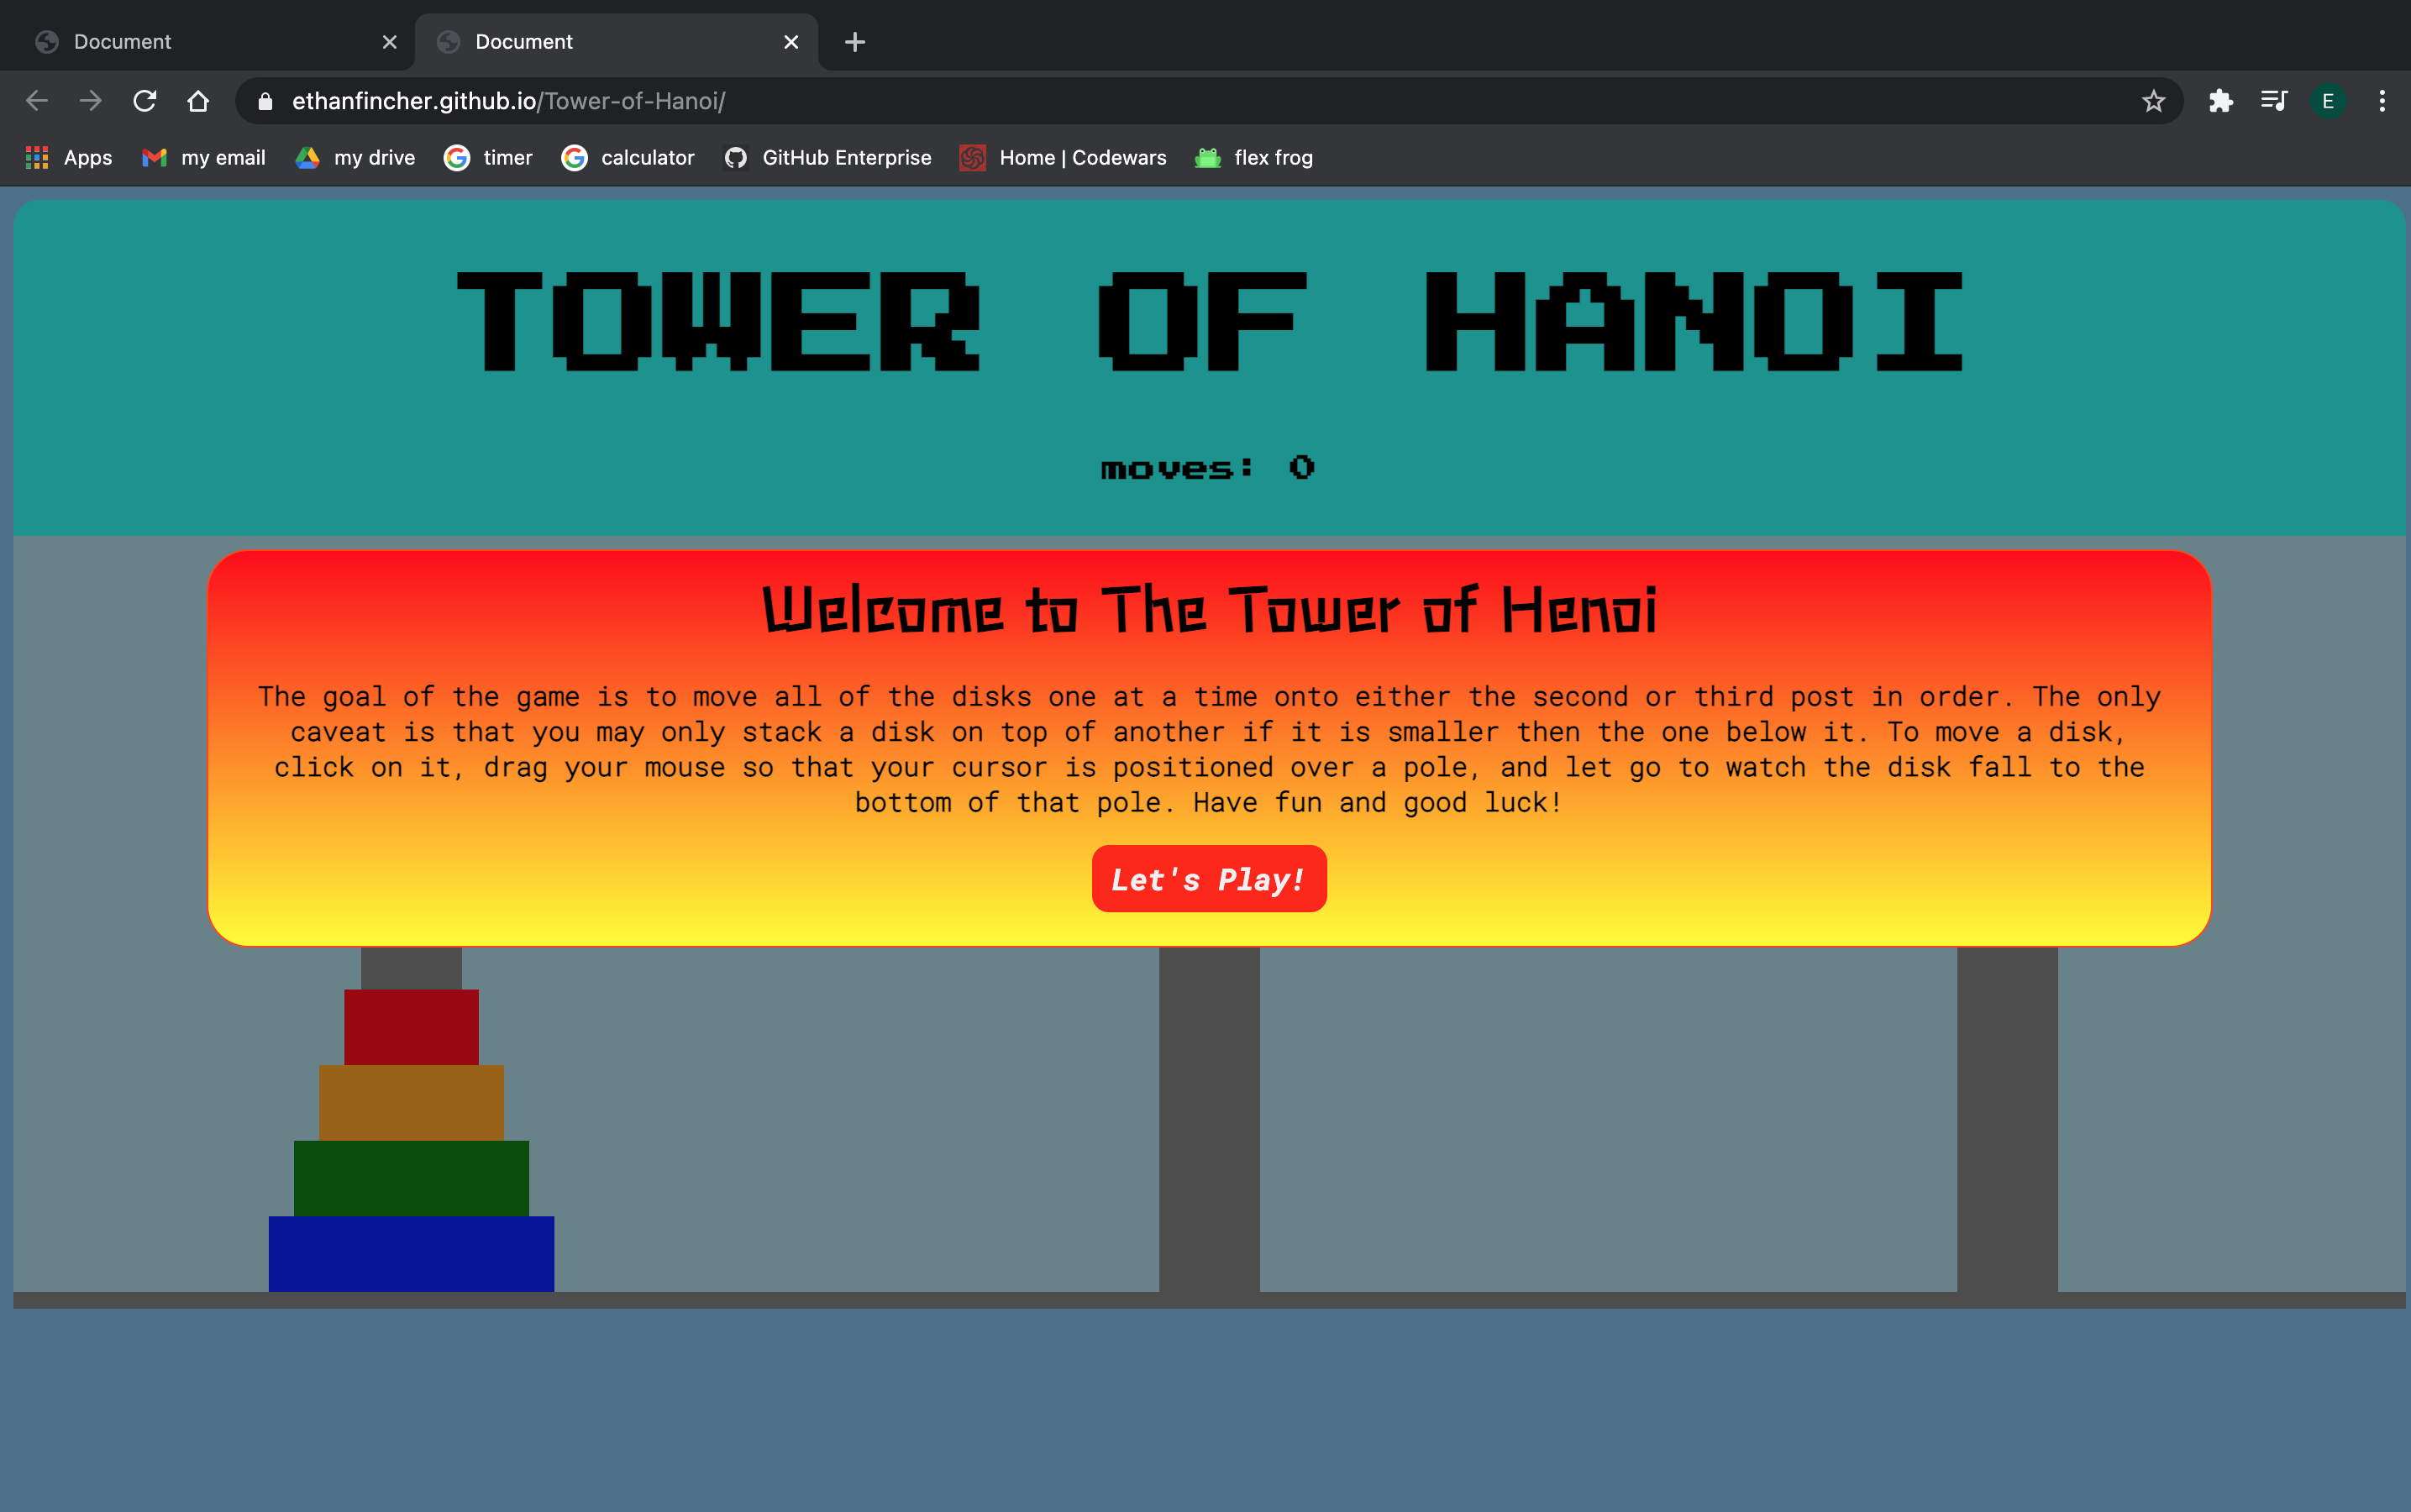 Document
Document
ethanfincher.github.io/Tower-of-Hanoi/
E
Apps my email my drive timer calculator GitHub Enterprise Home | Codewars flex frog
TOWER OF HANOI
moves: 0
Welcome to The Tower of Henoi
The goal of the game is to move all of the disks one at a time onto either the second or third post in order. The only
caveat is that you may only stack a disk on top of another if it is smaller then the one below it. To move a disk,
click on it, drag your mouse so that your cursor is positioned over a pole, and let go to watch the disk fall to the
bottom of that pole. Have fun and good luck!
Let's Play!